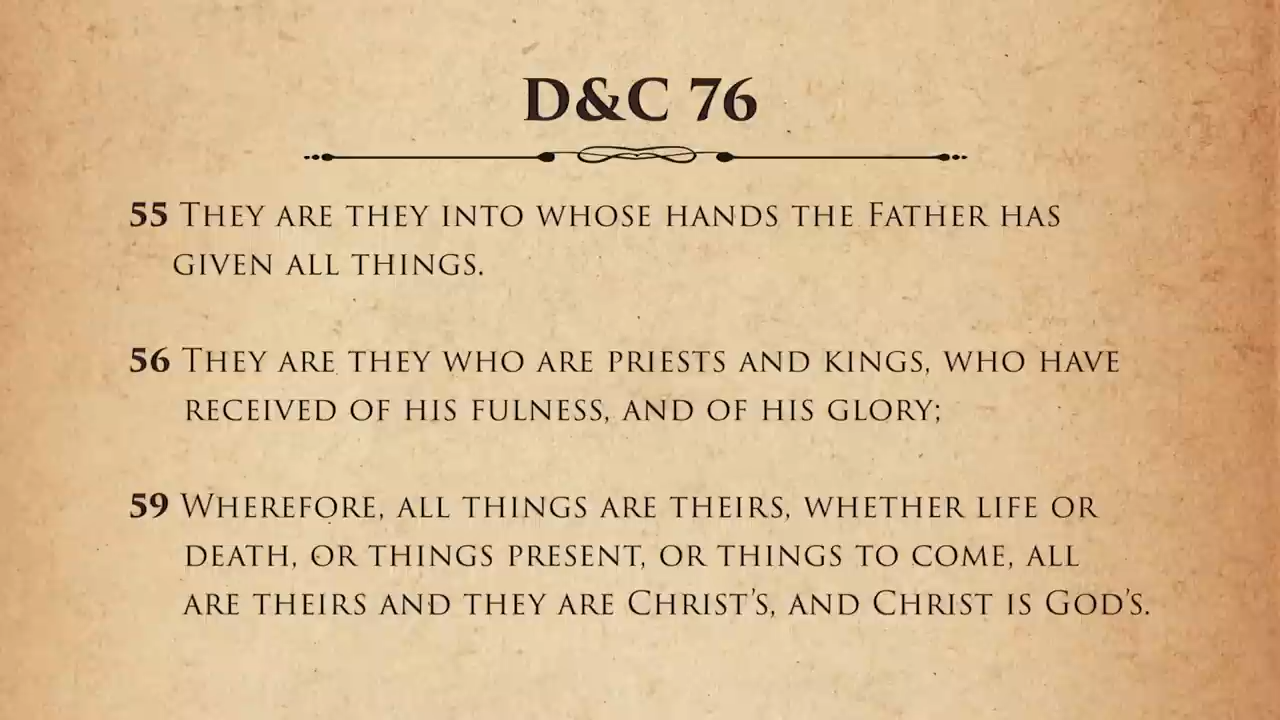 D&C 76
55 They are they into whose hands the Father has
given all things.
56 They are they who are priests and kings, who have
received of his fulness, and of his glory;
59 Wherefore, all things are theirs, whether life or
death, or things present, or things to come, all
are theirs and they are Christ’s, and Christ is God’s.